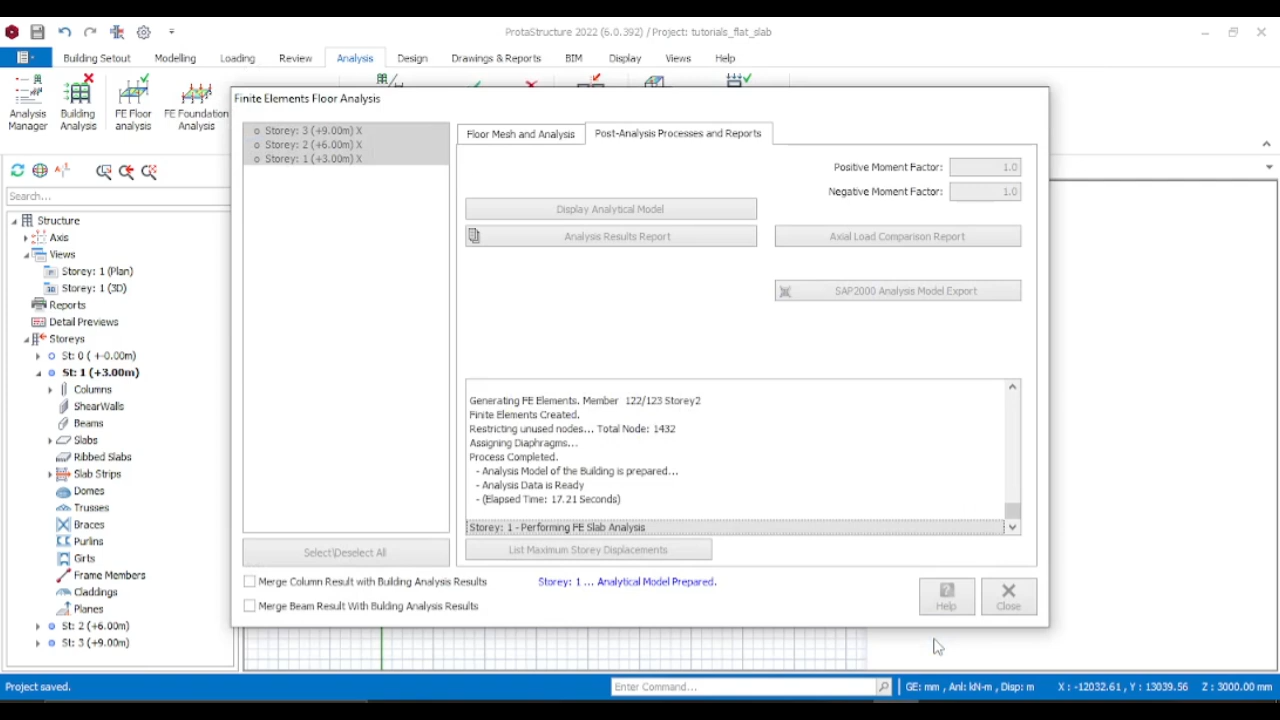 ProtaStructure 2022 (6.0.392) / Project: tutorials_flat_slab
Building Setout Modelling Loading Review Analysis Design Drawings & Reports BIM Display Views Help
Analysis Manager
Building Analysis
FE Floor analysis
FE Foundation Analysis
Finite Elements Floor Analysis
Storey: 3 (+9.00m) X
Storey: 2 (+6.00m) X
Storey: 1 (+3.00m) X
Select\Deselect All
Floor Mesh and Analysis Post-Analysis Processes and Reports
Positive Moment Factor: 1.0
Negative Moment Factor: 1.0
Display Analytical Model
Analysis Results Report Axial Load Comparison Report
SAP2000 Analysis Model Export
Generating FE Elements. Member 122/123 Storey2
Finite Elements Created.
Restricting unused nodes... Total Node: 1432
Assigning Diaphragms...
Process Completed.
- Analysis Model of the Building is prepared...
- Analysis Data is Ready
- (Elapsed Time: 17.21 Seconds)
Storey: 1 - Performing FE Slab Analysis
List Maximum Storey Displacements
Merge Column Result with Building Analysis Results
Storey: 1 ... Analytical Model Prepared.
Merge Beam Result With Bulding Analysis Results
Help Close
Search...
Structure
Axis
Views
Storey: 1 (Plan)
Storey: 1 (3D)
Reports
Detail Previews
Storeys
St: 0 ( +-0.00m)
St: 1 (+3.00m)
Columns
ShearWalls
Beams
Slabs
Ribbed Slabs
Slab Strips
Domes
Trusses
Braces
Purlins
Girts
Frame Members
Claddings
Planes
St: 2 (+6.00m)
St: 3 (+9.00m)
Project saved. Enter Command... GE: mm , Anl: kN-m , Disp: m X : -12032.61 , Y : 13039.56 Z : 3000.00 mm